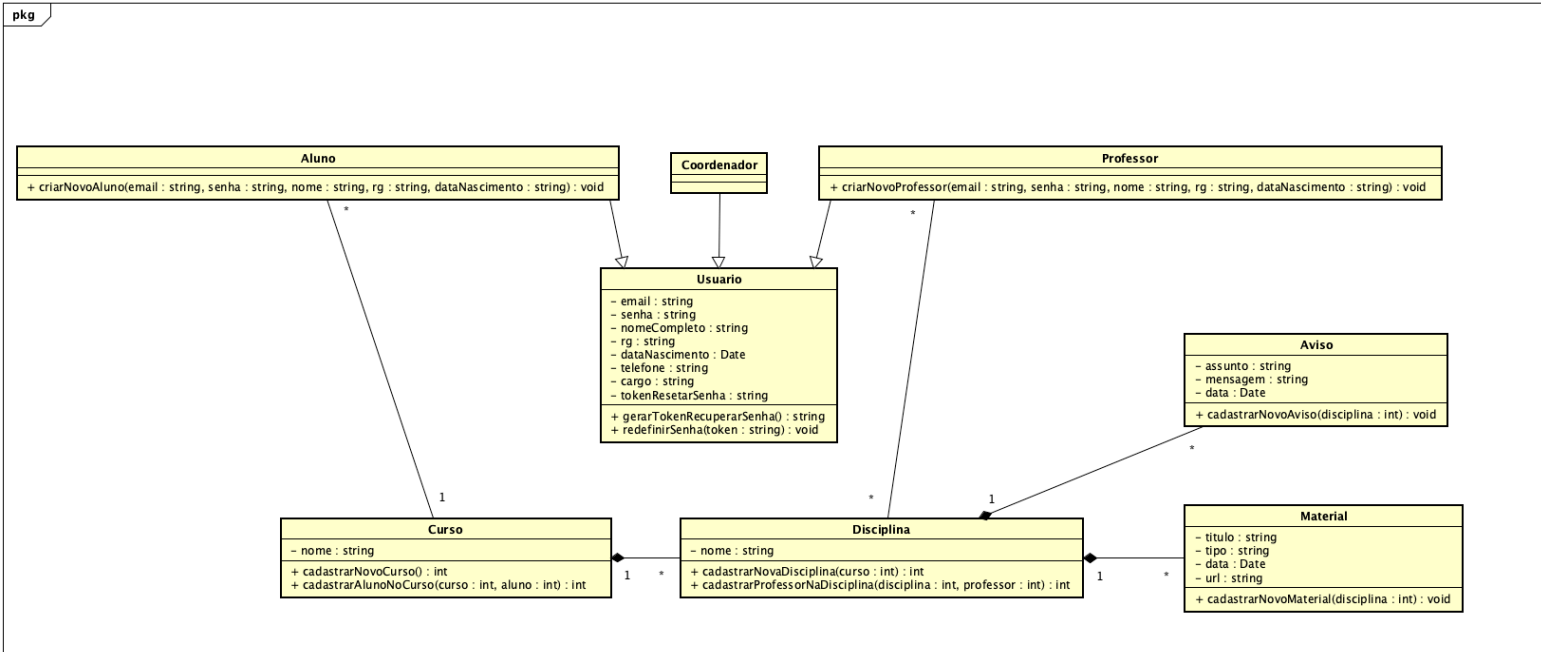 pkg
Aluno
+ criarNovoAluno(email : string, senha : string, nome : string, rg : string, dataNascimento : string) : void
Coordenador
Professor
+ criarNovoProfessor(email : string, senha : string, nome : string, rg : string, dataNascimento : string) : void
*
*
Usuario
- email : string
- senha : string
- nomeCompleto : string
- rg : string
- dataNascimento : Date
- telefone : string
- cargo : string
- tokenResetarSenha : string
+ gerarTokenRecuperarSenha() : string
+ redefinirSenha(token : string) : void
Aviso
- assunto : string
- mensagem : string
- data : Date
+ cadastrarNovoAviso(disciplina : int) : void
*
1
*
1
Curso
- nome : string
+ cadastrarNovoCurso() : int
+ cadastrarAlunoNoCurso(curso : int, aluno : int) : int
1
*
Disciplina
- nome : string
+ cadastrarNovaDisciplina(curso : int) : int
+ cadastrarProfessorNaDisciplina(disciplina : int, professor : int) : int
1
*
Material
- titulo : string
- tipo : string
- data : Date
- url : string
+ cadastrarNovoMaterial(disciplina : int) : void